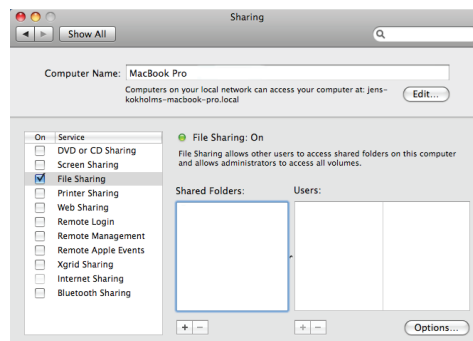 Sharing
Show All
Computer Name: MacBook Pro
Computers on your local network can access your computer at: jens-
kokholms-macbook-pro.local
Edit...
On Service
DVD or CD Sharing
Screen Sharing
File Sharing
Printer Sharing
Web Sharing
Remote Login
Remote Management
Remote Apple Events
Xgrid Sharing
Internet Sharing
Bluetooth Sharing
File Sharing: On
File Sharing allows other users to access shared folders on this computer
and allows administrators to access all volumes.
Shared Folders: Users:
+ - + - Options...